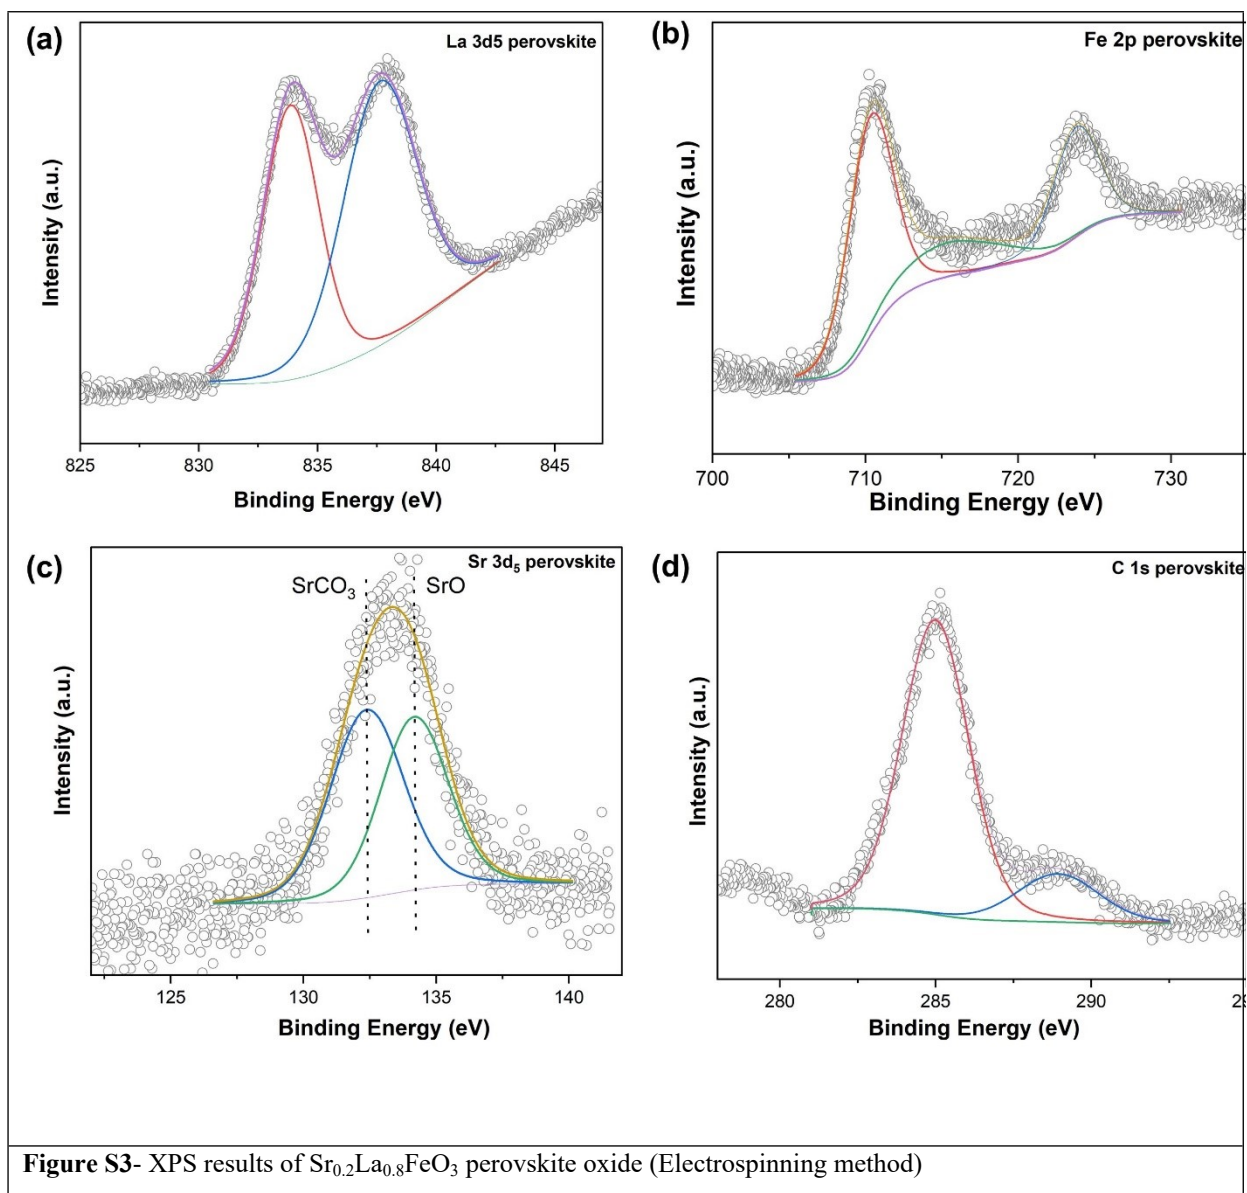 (a)
La 3d5 perovskite
Intensity (a.u.)
825 830 835 840 845
Binding Energy (eV)
(b)
Fe 2p perovskite
Intensity (a.u.)
700 710 720 730
Binding Energy (eV)
(c)
Sr 3d₅ perovskite
SrCO₃ SrO
Intensity (a.u.)
125 130 135 140
Binding Energy (eV)
(d)
C 1s perovskite
Intensity (a.u.)
280 285 290
Binding Energy (eV)
Figure S3- XPS results of Sr₀.₂La₀.₈FeO₃ perovskite oxide (Electrospinning method)